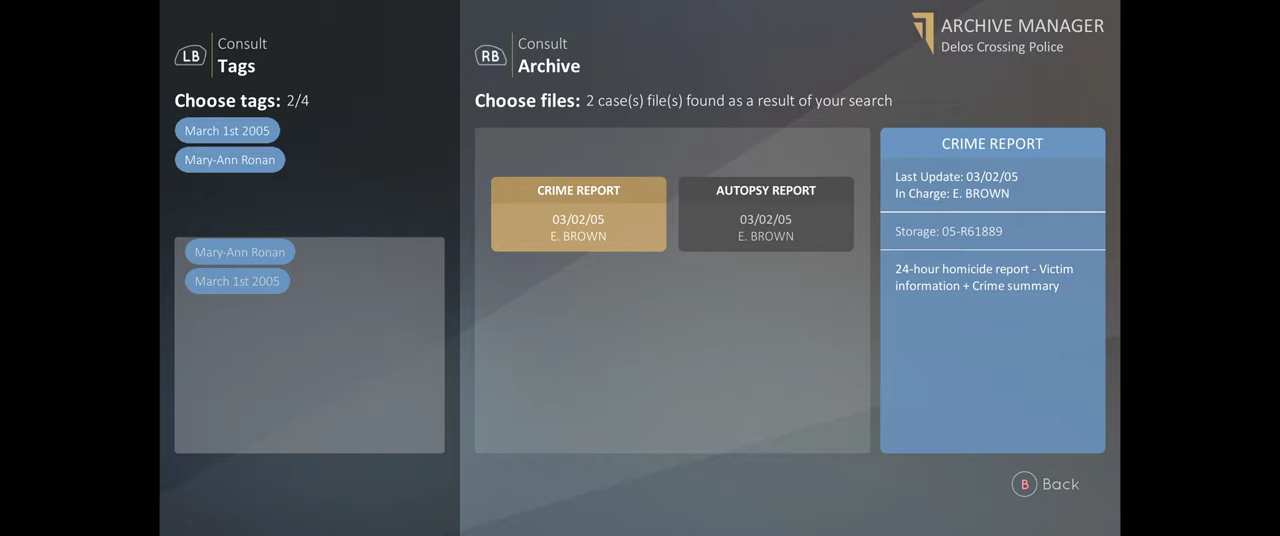 LB
Consult
Tags
Choose tags: 2/4
March 1st 2005
Mary-Ann Ronan
Mary-Ann Ronan
March 1st 2005
RB
Consult
Archive
ARCHIVE MANAGER
Delos Crossing Police
Choose files: 2 case(s) file(s) found as a result of your search
CRIME REPORT
03/02/05
E. BROWN
AUTOPSY REPORT
03/02/05
E. BROWN
CRIME REPORT
Last Update: 03/02/05
In Charge: E. BROWN
Storage: 05-R61889
24-hour homicide report - Victim
information + Crime summary
B Back